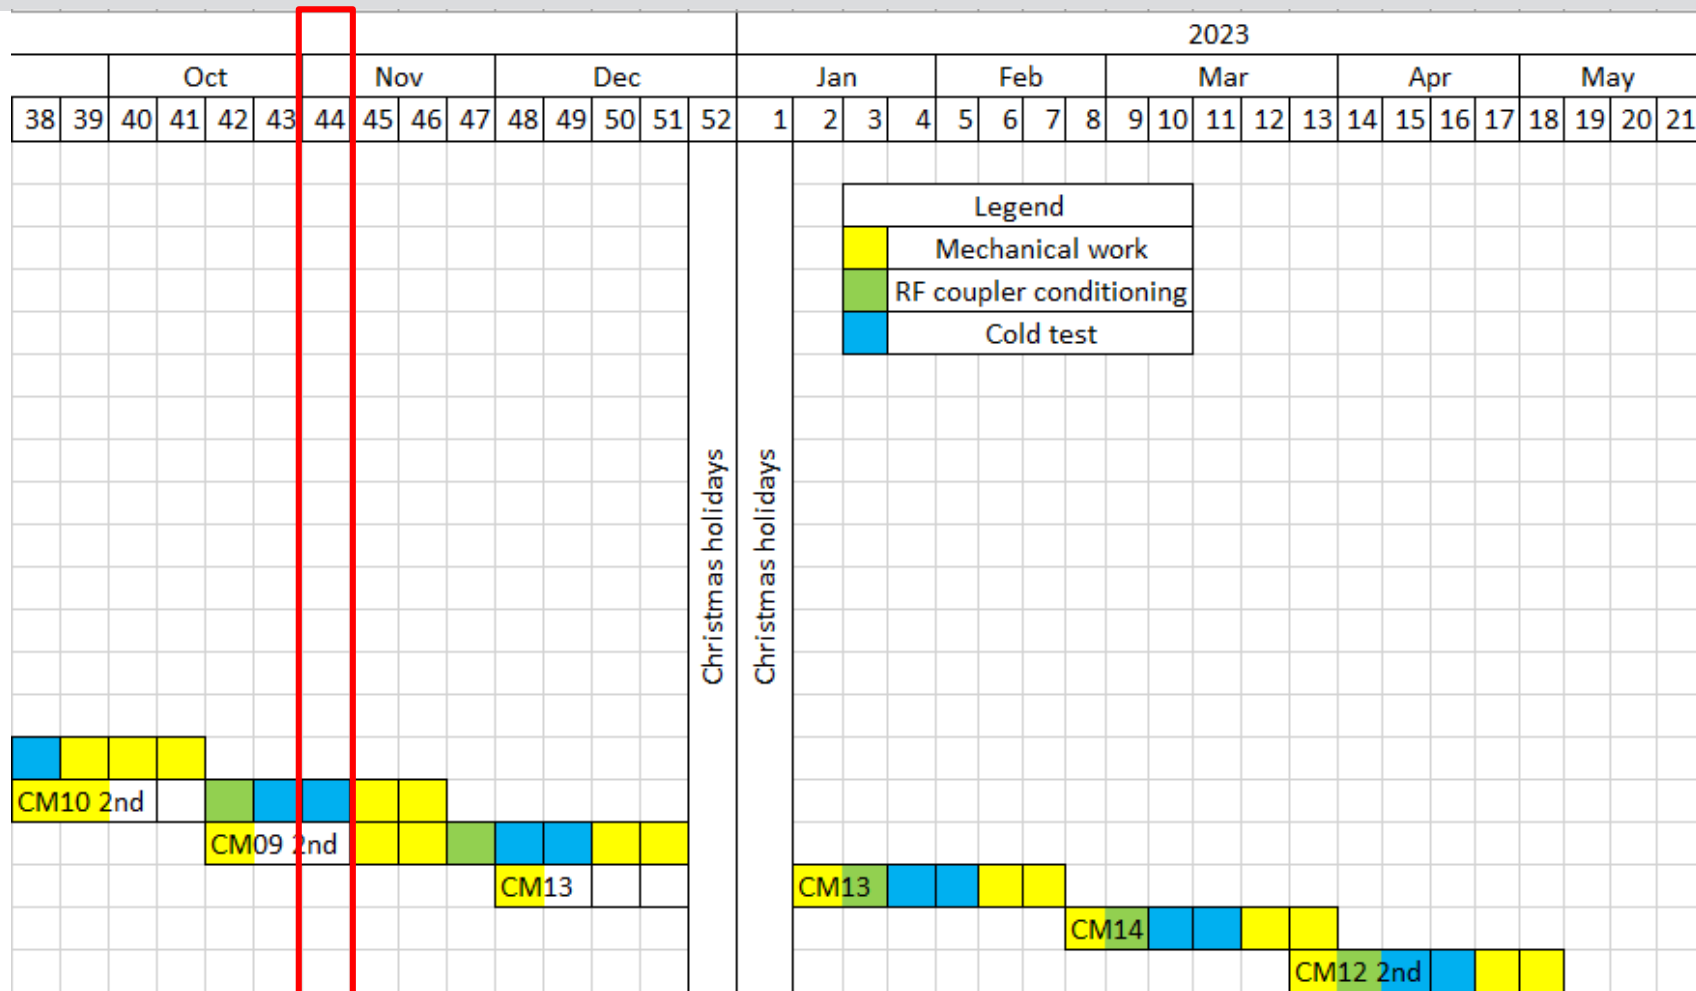 2023
Oct Nov Dec Jan Feb Mar Apr May
38 39 40 41 42 43 44 45 46 47 48 49 50 51 52 1 2 3 4 5 6 7 8 9 10 11 12 13 14 15 16 17 18 19 20 21
Legend
Mechanical work
RF coupler conditioning
Cold test
Christmas holidays
Christmas holidays
CM10 2nd
CM09 2nd
CM13 CM13
CM14
CM12 2nd